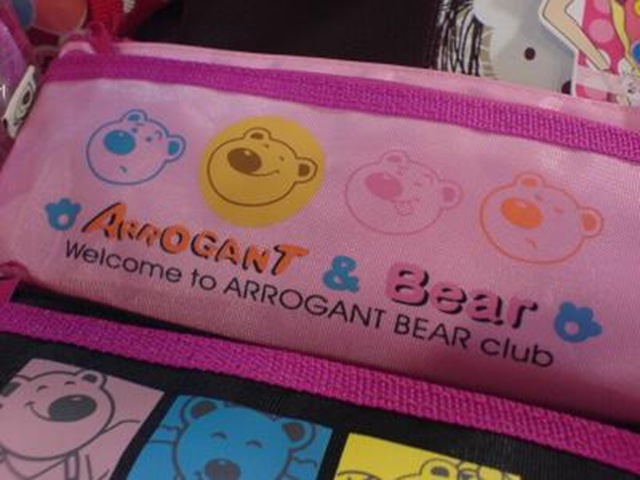 ARROGANT & Bear
Welcome to ARROGANT BEAR club